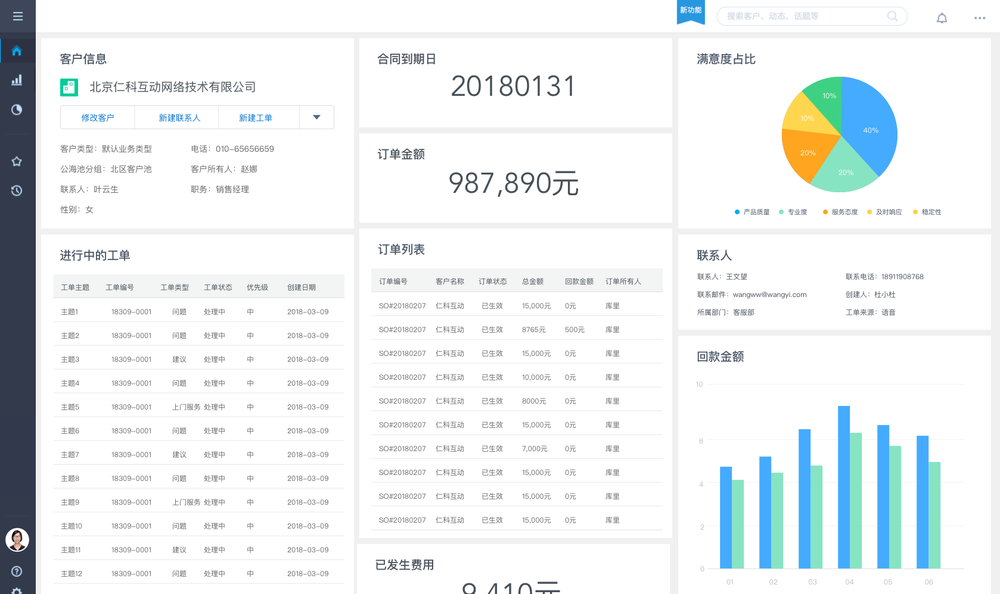 新功能
搜索客户、动态、话题等
客户信息
北京仁科互动网络技术有限公司
修改客户 新建联系人 新建工单
客户类型：默认业务类型 电话：010-65656659
公海池分组：北区客户池 客户所有人：赵娜
联系人：叶云生 职务：销售经理
性别：女
合同到期日
20180131
订单金额
987,890元
满意度占比
10%
10%
40%
20%
20%
产品质量 专业度 服务态度 及时响应 稳定性
进行中的工单
工单主题 工单编号 工单类型 工单状态 优先级 创建日期
主题1 18309-0001 问题 处理中 中 2018-03-09
主题2 18309-0001 问题 处理中 中 2018-03-09
主题3 18309-0001 建议 处理中 中 2018-03-09
主题4 18309-0001 问题 处理中 中 2018-03-09
主题5 18309-0001 上门服务 处理中 中 2018-03-09
主题6 18309-0001 问题 处理中 中 2018-03-09
主题7 18309-0001 建议 处理中 中 2018-03-09
主题8 18309-0001 问题 处理中 中 2018-03-09
主题9 18309-0001 上门服务 处理中 中 2018-03-09
主题10 18309-0001 问题 处理中 中 2018-03-09
主题11 18309-0001 建议 处理中 中 2018-03-09
主题12 18309-0001 问题 处理中 中 2018-03-09
订单列表
订单编号 客户名称 订单状态 总金额 回款金额 订单所有人
SO#20180207 仁科互动 已生效 15,000元 0元 库里
SO#20180207 仁科互动 已生效 8765元 500元 库里
SO#20180207 仁科互动 已生效 15,000元 0元 库里
SO#20180207 仁科互动 已生效 10,000元 0元 库里
SO#20180207 仁科互动 已生效 8000元 0元 库里
SO#20180207 仁科互动 已生效 15,000元 0元 库里
SO#20180207 仁科互动 已生效 7,000元 0元 库里
SO#20180207 仁科互动 已生效 15,000元 0元 库里
SO#20180207 仁科互动 已生效 15,000元 0元 库里
SO#20180207 仁科互动 已生效 15,000元 0元 库里
已发生费用
9,410元
联系人
联系人：王文望 联系电话：18911908768
联系邮件：wangww@wangyi.com 创建人：杜小杜
所属部门：客服部 工单来源：语音
回款金额
10
8
4
2
0
01 02 03 04 05 06